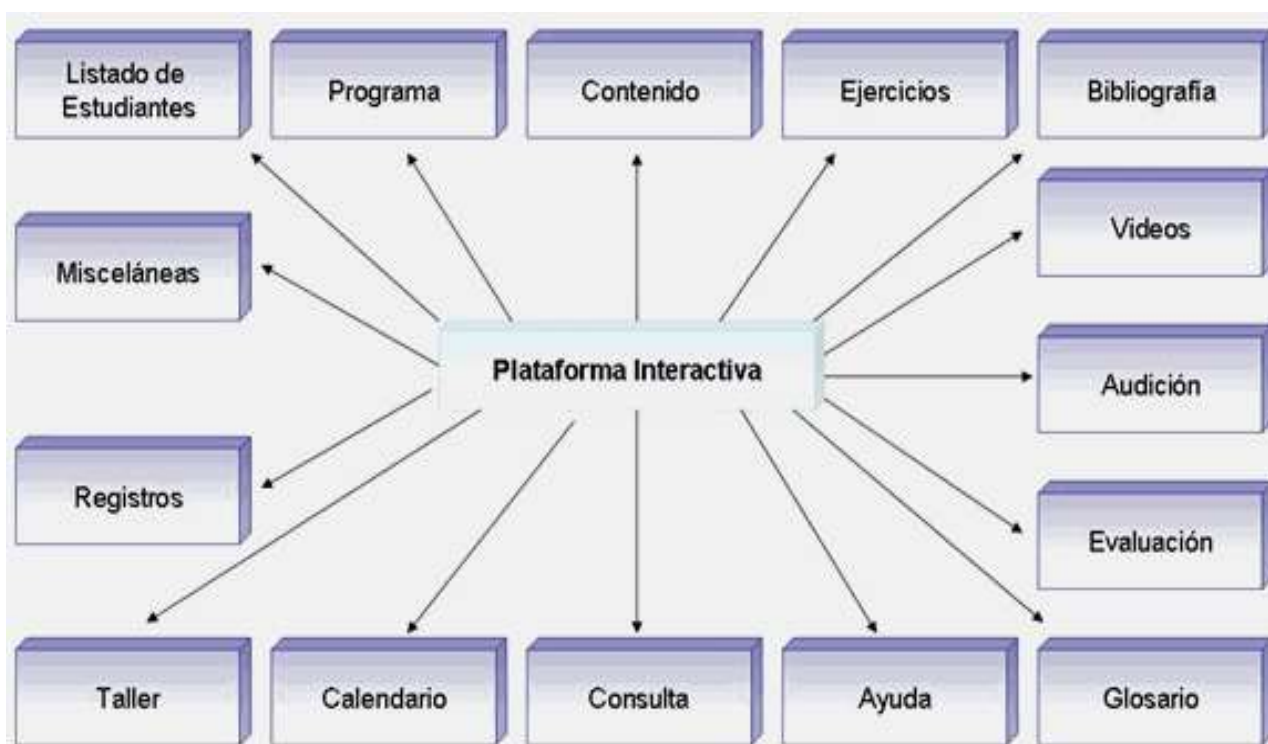 Listado de
Estudiantes
Programa
Contenido
Ejercicios
Bibliografía
Misceláneas
Videos
Plataforma Interactiva
Audición
Registros
Evaluación
Taller
Calendario
Consulta
Ayuda
Glosario